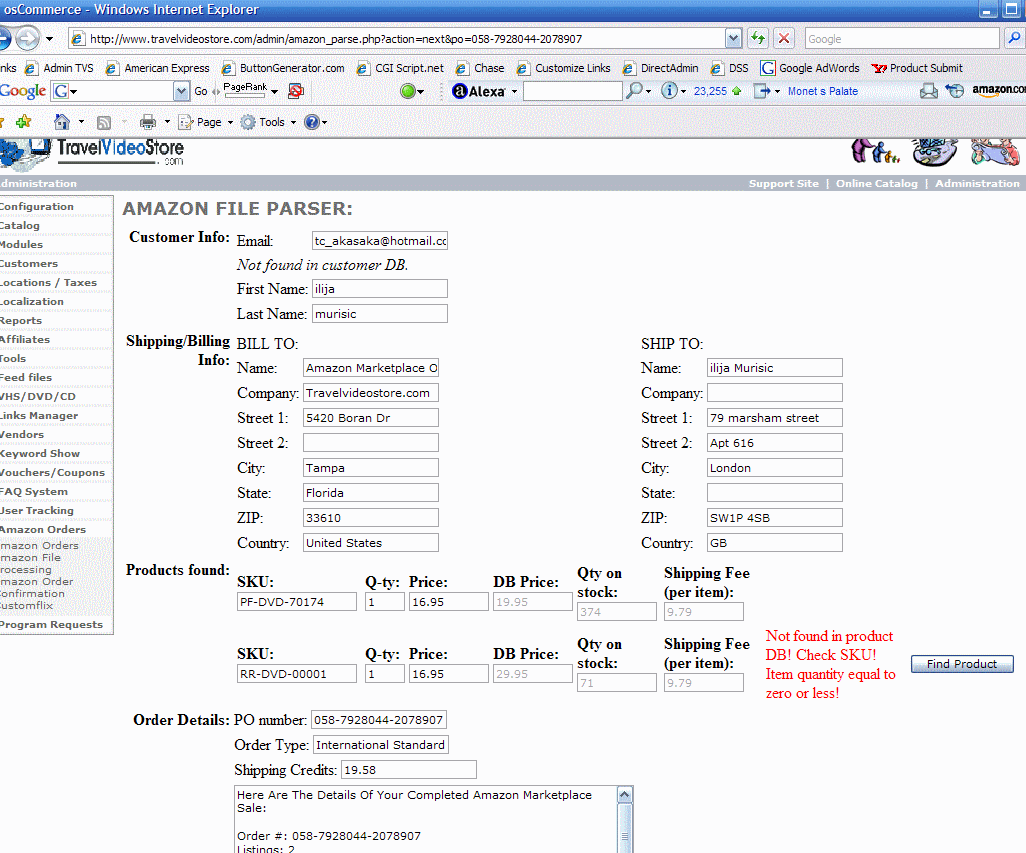 osCommerce - Windows Internet Explorer
http://www.travelvideostore.com/admin/amazon_parse.php?action=next&po=058-7928044-2078907
Google
nks Admin TVS American Express ButtonGenerator.com CGI Script.net Chase Customize Links DirectAdmin DSS Google AdWords Product Submit
Google G Go PageRank Alexa 23,255 Monet s Palate amazon.co
Page Tools
TravelVideoStore
.com
dministration Support Site | Online Catalog | Administration
Configuration
Catalog
Modules
Customers
Locations / Taxes
Localization
Reports
Affiliates
Tools
Feed files
VHS/DVD/CD
Links Manager
Vendors
Keyword Show
Vouchers/Coupons
FAQ System
User Tracking
Amazon Orders
mazon Orders
mazon File
rocessing
mazon Order
onfirmation
ustomflix
Program Requests
AMAZON FILE PARSER:
Customer Info: Email: tc_akasaka@hotmail.cc
Not found in customer DB.
First Name: ilija
Last Name: murisic
Shipping/Billing Info:
BILL TO:
Name: Amazon Marketplace O
Company: Travelvideostore.com
Street 1: 5420 Boran Dr
Street 2:
City: Tampa
State: Florida
ZIP: 33610
Country: United States
SHIP TO:
Name: ilija Murisic
Company:
Street 1: 79 marsham street
Street 2: Apt 616
City: London
State:
ZIP: SW1P 4SB
Country: GB
Products found:
SKU: Q-ty: Price: DB Price: Qty on stock: Shipping Fee (per item):
PF-DVD-70174 1 16.95 19.95 374 9.79
SKU: Q-ty: Price: DB Price: Qty on stock: Shipping Fee (per item):
RR-DVD-00001 1 16.95 29.95 71 9.79
Not found in product
DB! Check SKU!
Item quantity equal to
zero or less!
Find Product
Order Details: PO number: 058-7928044-2078907
Order Type: International Standard
Shipping Credits: 19.58
Here Are The Details Of Your Completed Amazon Marketplace
Sale:
Order #: 058-7928044-2078907
Listings: 2